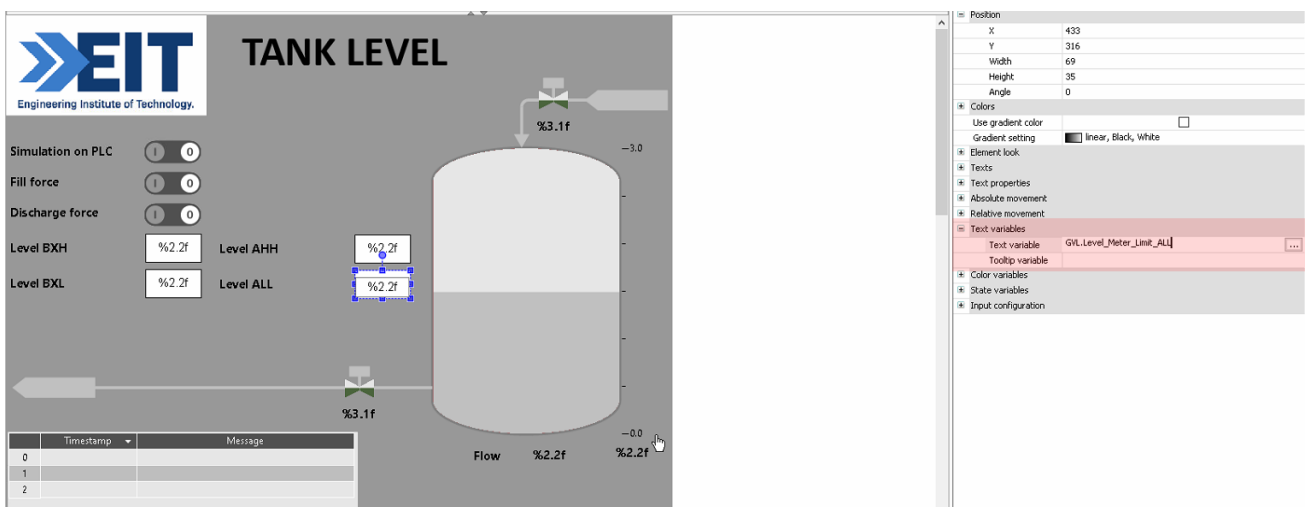 EIT
Engineering Institute of Technology.
TANK LEVEL
%3.1f
3.0
Simulation on PLC
I 0
Fill force
I 0
Discharge force
I 0
Level BXH %2.2f Level AHH %2.2f
Level BXL %2.2f Level ALL %2.2f
%3.1f
0.0
Flow %2.2f %2.2f
Timestamp Message
0
1
2
Position
X 433
Y 316
Width 69
Height 35
Angle 0
Colors
Use gradient color
Gradient setting linear, Black, White
Element look
Texts
Text properties
Absolute movement
Relative movement
Text variables
Text variable GVL.Level_Meter_Limit_ALL ...
Tooltip variable
Color variables
State variables
Input configuration